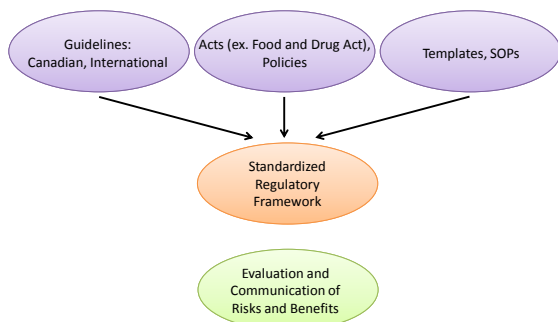 Guidelines:
Canadian, International
Acts (ex. Food and Drug Act),
Policies
Templates, SOPs
Standardized
Regulatory
Framework
Evaluation and
Communication of
Risks and Benefits